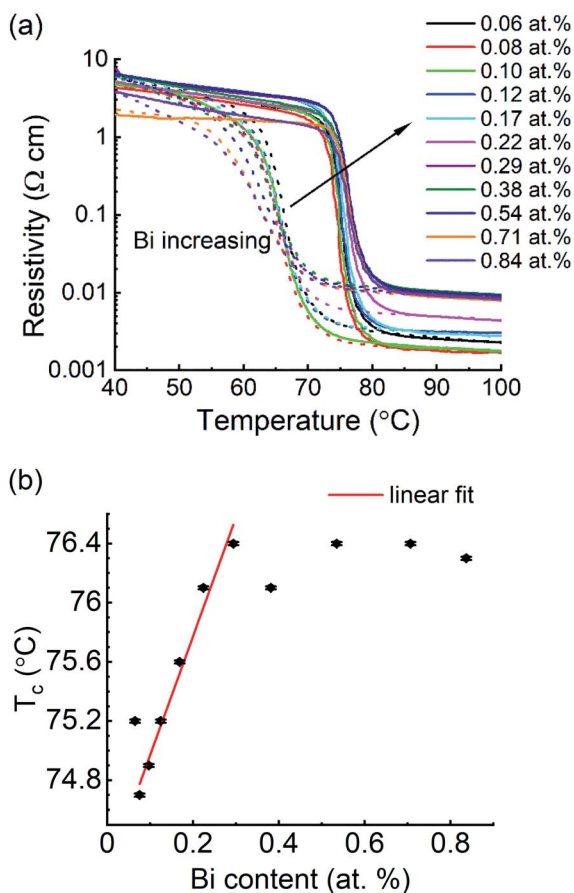 (a)
10
1
0.1
0.01
0.001
Resistivity (Ω cm)
Bi increasing
40 50 60 70 80 90 100
Temperature (°C)
0.06 at.%
0.08 at.%
0.10 at.%
0.12 at.%
0.17 at.%
0.22 at.%
0.29 at.%
0.38 at.%
0.54 at.%
0.71 at.%
0.84 at.%
(b)
linear fit
76.4
76
75.6
75.2
74.8
T_c (°C)
0 0.2 0.4 0.6 0.8
Bi content (at. %)